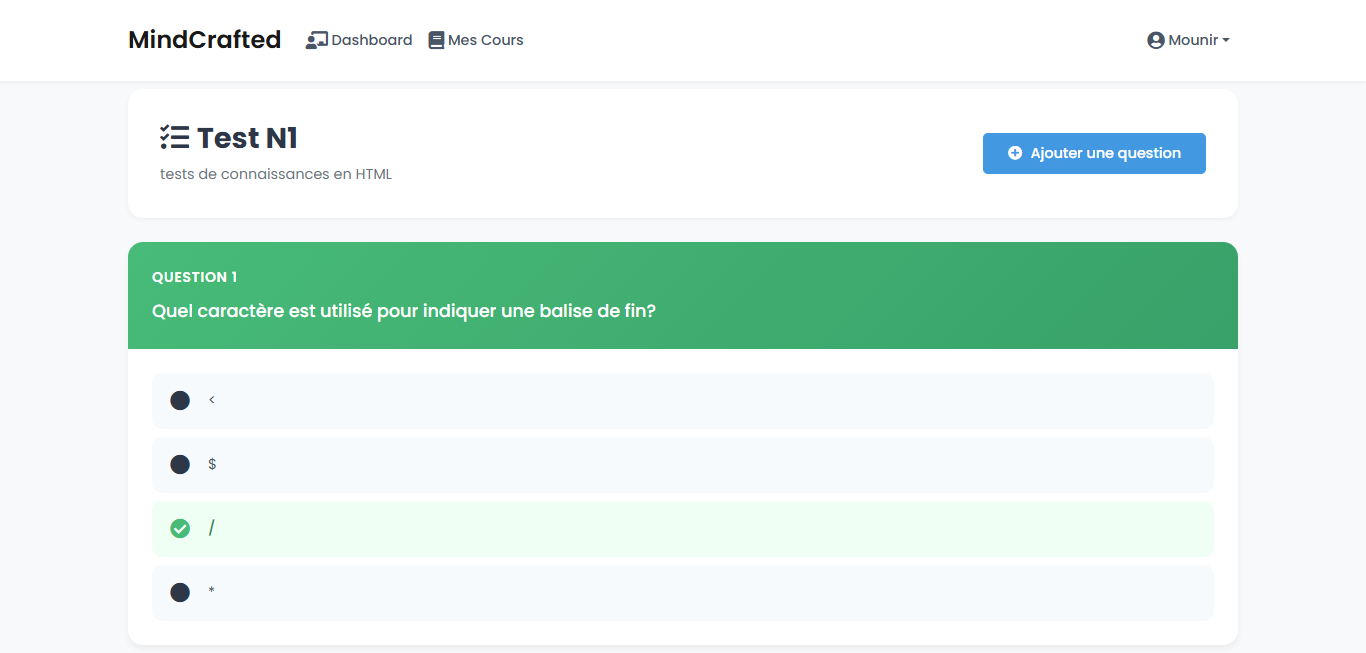 MindCrafted Dashboard Mes Cours Mounir
Test N1
tests de connaissances en HTML
Ajouter une question
QUESTION 1
Quel caractère est utilisé pour indiquer une balise de fin?
<
$
/
*